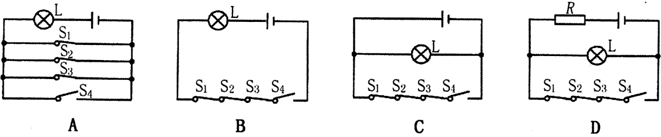 L
S₁
S₂
S₃
S₄
A
L
S₁ S₂ S₃ S₄
B
L
S₁ S₂ S₃ S₄
C
R
L
S₁ S₂ S₃ S₄
D